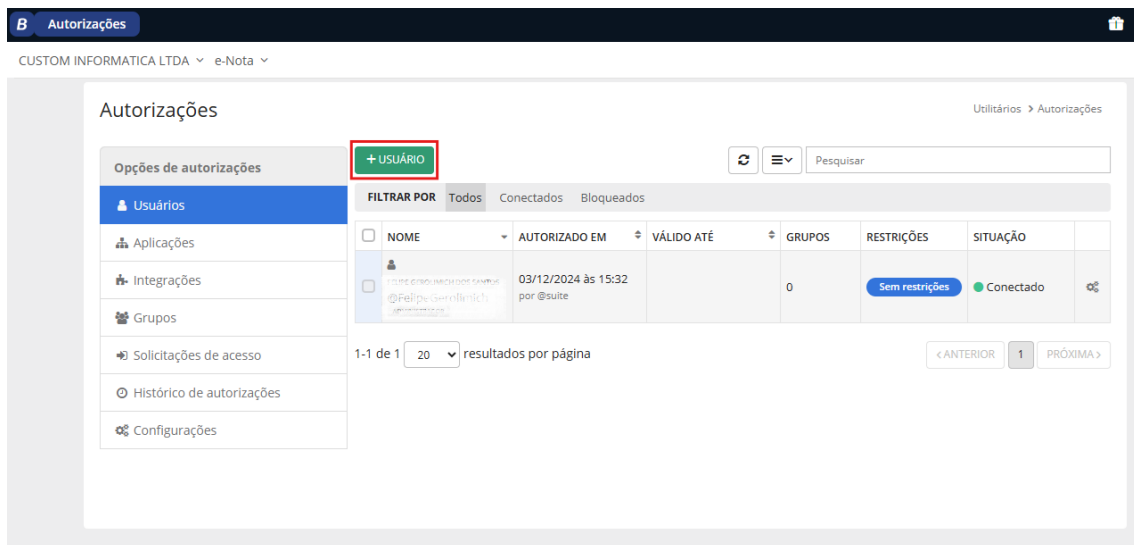 B Autorizações
CUSTOM INFORMATICA LTDA e-Nota
Autorizações
Utilitários > Autorizações
Opções de autorizações
Usuários
Aplicações
Integrações
Grupos
Solicitações de acesso
Histórico de autorizações
Configurações
+ USUÁRIO
Pesquisar
FILTRAR POR Todos Conectados Bloqueados
NOME AUTORIZADO EM VÁLIDO ATÉ GRUPOS RESTRIÇÕES SITUAÇÃO
03/12/2024 às 15:32 0 Sem restrições Conectado
por @suite
1-1 de 1 20 resultados por página
< ANTERIOR 1 PRÓXIMA >